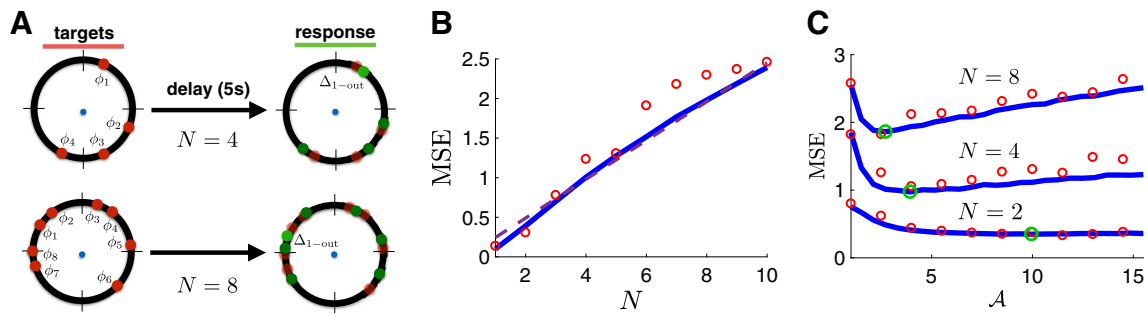 A
targets
response
ϕ1
ϕ2
ϕ3
ϕ4
delay (5s)
N = 4
Δ1−out
ϕ1
ϕ2
ϕ3
ϕ4
ϕ5
ϕ6
ϕ7
ϕ8
N = 8
Δ1−out
B
MSE
2.5
2
1.5
1
0.5
0
2
4
6
8
10
N
C
MSE
3
2
1
0
N = 8
N = 4
N = 2
5
10
15
𝒜